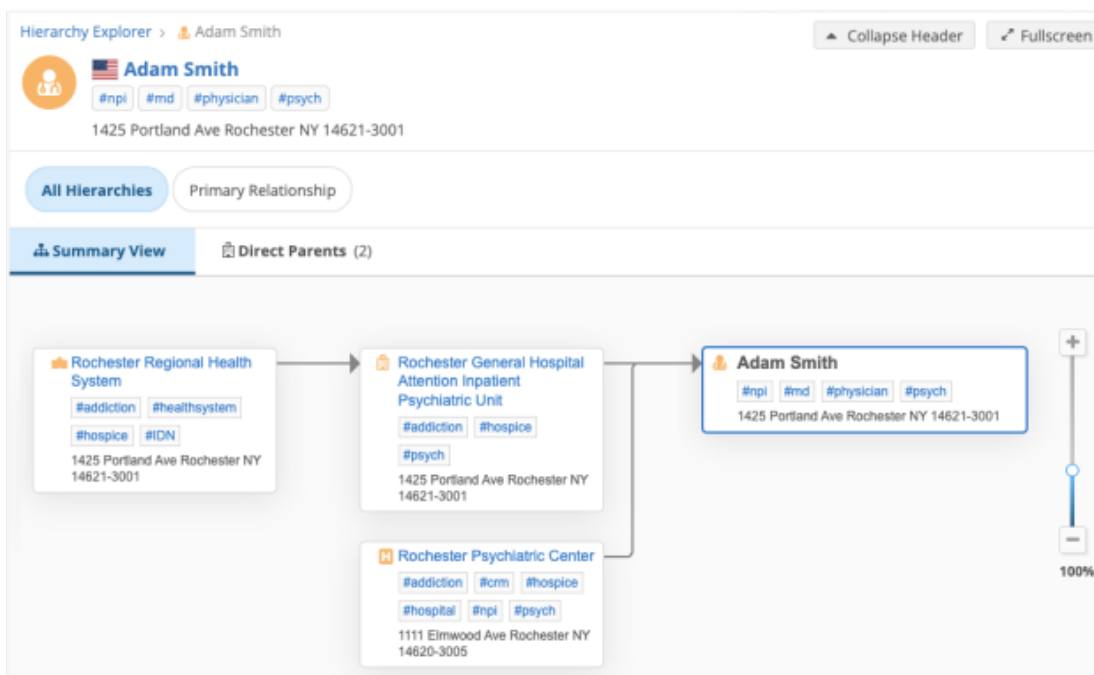 Hierarchy Explorer › Adam Smith
Collapse Header
Fullscreen
Adam Smith
#npi #md #physician #psych
1425 Portland Ave Rochester NY 14621-3001
All Hierarchies
Primary Relationship
Summary View
Direct Parents (2)
Rochester Regional Health
System
#addiction #healthsystem
#hospice #IDN
1425 Portland Ave Rochester NY
14621-3001
Rochester General Hospital
Attention Inpatient
Psychiatric Unit
#addiction #hospice
#psych
1425 Portland Ave Rochester NY
14621-3001
H Rochester Psychiatric Center
#addiction #crm #hospice
#hospital #npi #psych
1111 Elmwood Ave Rochester NY
14620-3005
Adam Smith
#npi #md #physician #psych
1425 Portland Ave Rochester NY 14621-3001
100%